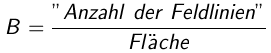 B = "Anzahl der Feldlinien" / Fläche